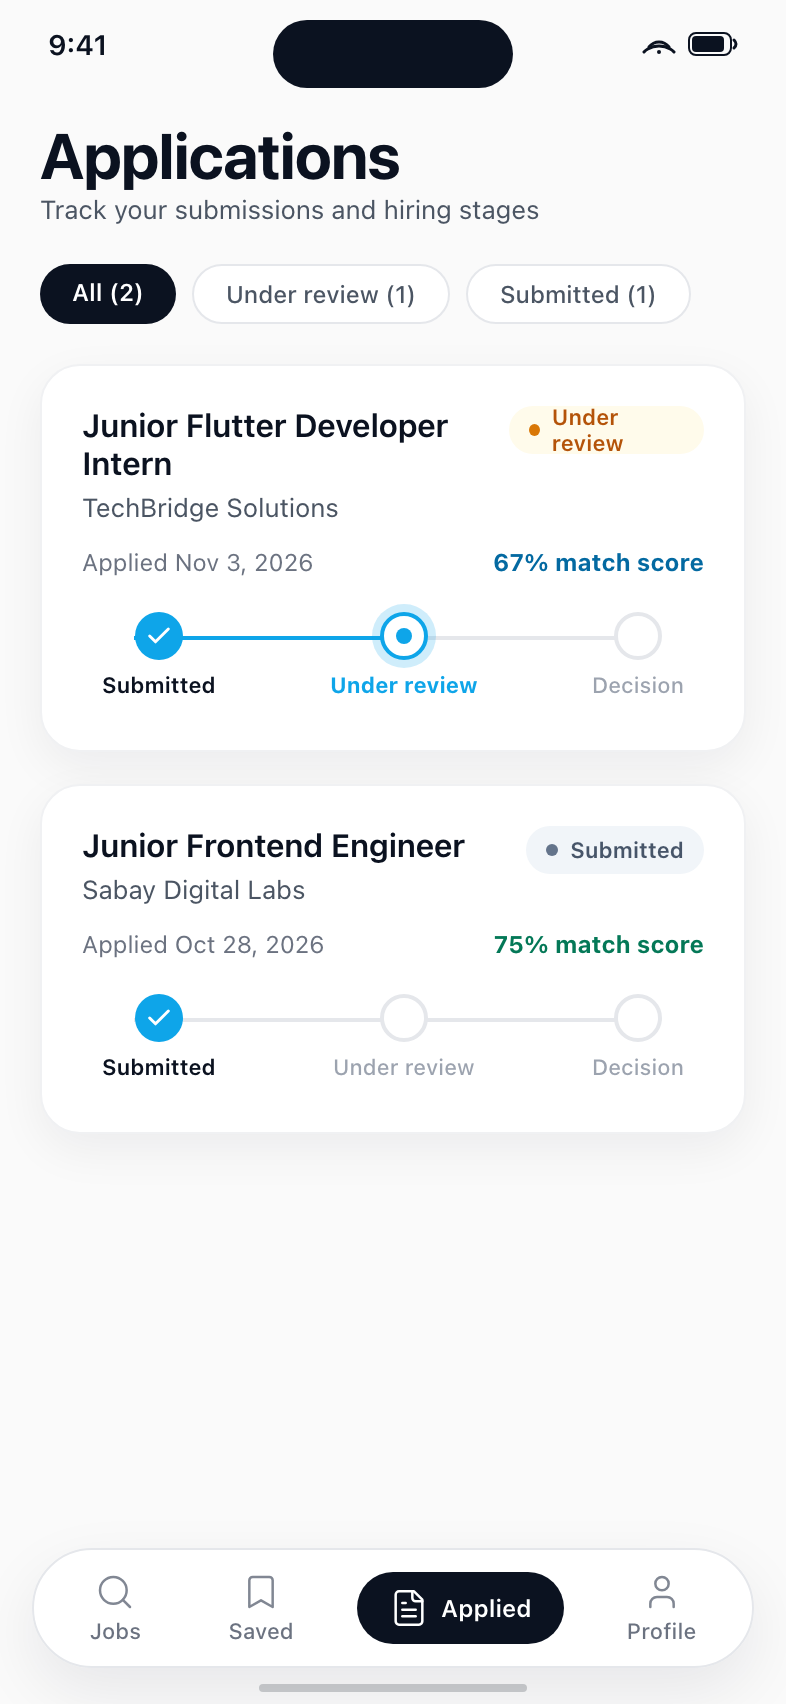 9:41
Applications
Track your submissions and hiring stages
All (2)
Under review (1)
Submitted (1)
Junior Flutter Developer
Intern
Under
review
TechBridge Solutions
Applied Nov 3, 2026
67% match score
Submitted
Under review
Decision
Junior Frontend Engineer
Submitted
Sabay Digital Labs
Applied Oct 28, 2026
75% match score
Submitted
Under review
Decision
Jobs
Saved
Applied
Profile